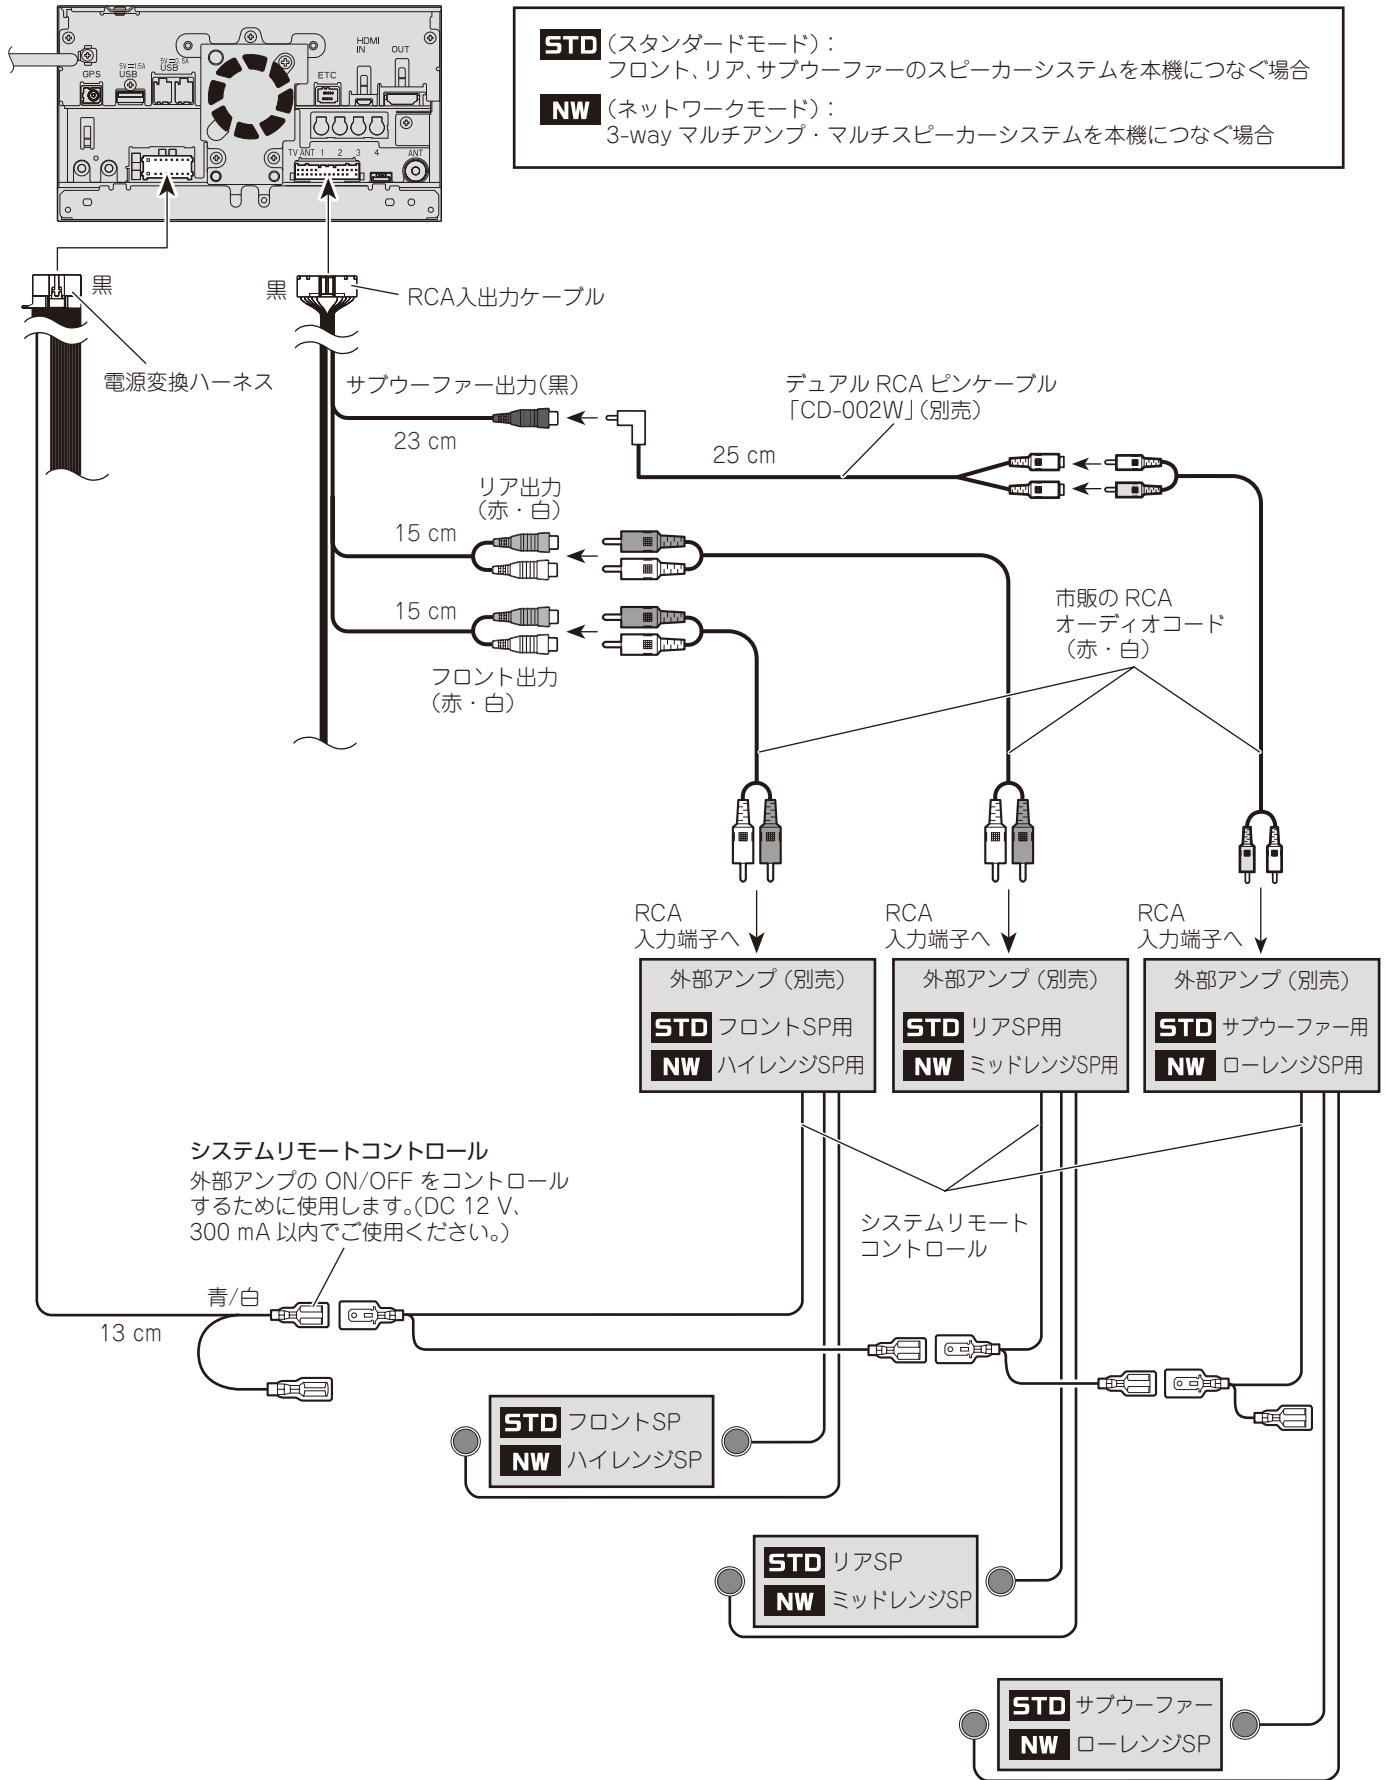 STD（スタンダードモード）：
フロント、リア、サブウーファーのスピーカーシステムを本機につなぐ場合
NW（ネットワークモード）：
3-way マルチアンプ・マルチスピーカーシステムを本機につなぐ場合
HDMI
IN OUT
GPS
5V⎓1.5A
USB
5V⎓0.5A
USB
ETC
TV ANT 1 2 3 4
ANT
黒
黒
RCA入出力ケーブル
電源変換ハーネス
サブウーファー出力（黒）
23 cm
デュアル RCA ピンケーブル
「CD-002W」（別売）
25 cm
リア出力
（赤・白）
15 cm
15 cm
フロント出力
（赤・白）
市販の RCA
オーディオコード
（赤・白）
RCA
入力端子へ
RCA
入力端子へ
RCA
入力端子へ
外部アンプ（別売）
STD フロントSP用
NW ハイレンジSP用
外部アンプ（別売）
STD リアSP用
NW ミッドレンジSP用
外部アンプ（別売）
STD サブウーファー用
NW ローレンジSP用
システムリモートコントロール
外部アンプの ON/OFF をコントロール
するために使用します。（DC 12 V、
300 mA 以内でご使用ください。）
システムリモート
コントロール
青/白
13 cm
STD フロントSP
NW ハイレンジSP
STD リアSP
NW ミッドレンジSP
STD サブウーファー
NW ローレンジSP